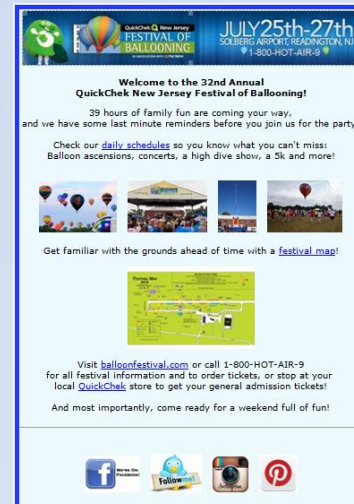 QuickChek New Jersey
FESTIVAL OF
BALLOONING
JULY 25th-27th
SOLBERG AIRPORT, READINGTON, NJ
1-800-HOT-AIR-9
Welcome to the 32nd Annual
QuickChek New Jersey Festival of Ballooning!
39 hours of family fun are coming your way,
and we have some last minute reminders before you join us for the party
Check our daily schedules so you know what you can't miss:
Balloon ascensions, concerts, a high dive show, a 5k and more!
Get familiar with the grounds ahead of time with a festival map!
Visit balloonfestival.com or call 1-800-HOT-AIR-9
for all festival information and to order tickets, or stop at your
local QuickChek store to get your general admission tickets!
And most importantly, come ready for a weekend full of fun!
WE'RE ON
FACEBOOK!
Follow me!